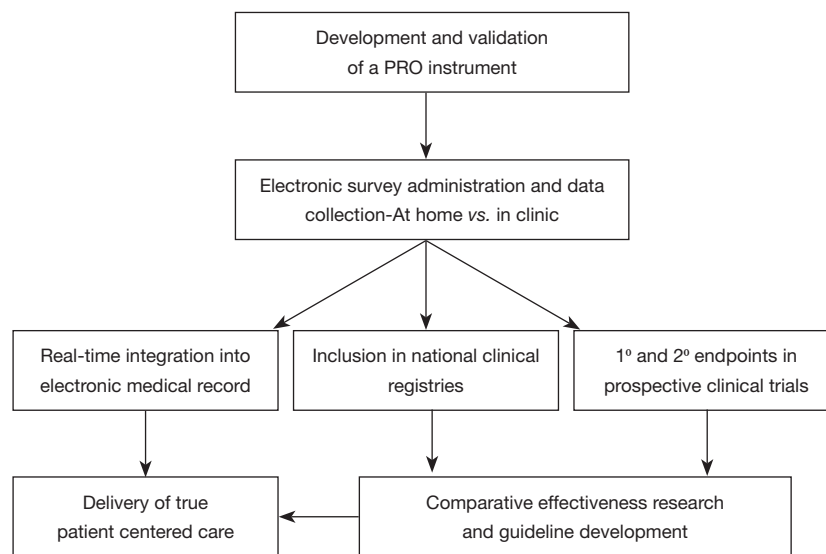 Development and validation
of a PRO instrument
Electronic survey administration and data
collection-At home vs. in clinic
Real-time integration into
electronic medical record
Inclusion in national clinical
registries
1º and 2º endpoints in
prospective clinical trials
Delivery of true
patient centered care
Comparative effectiveness research
and guideline development